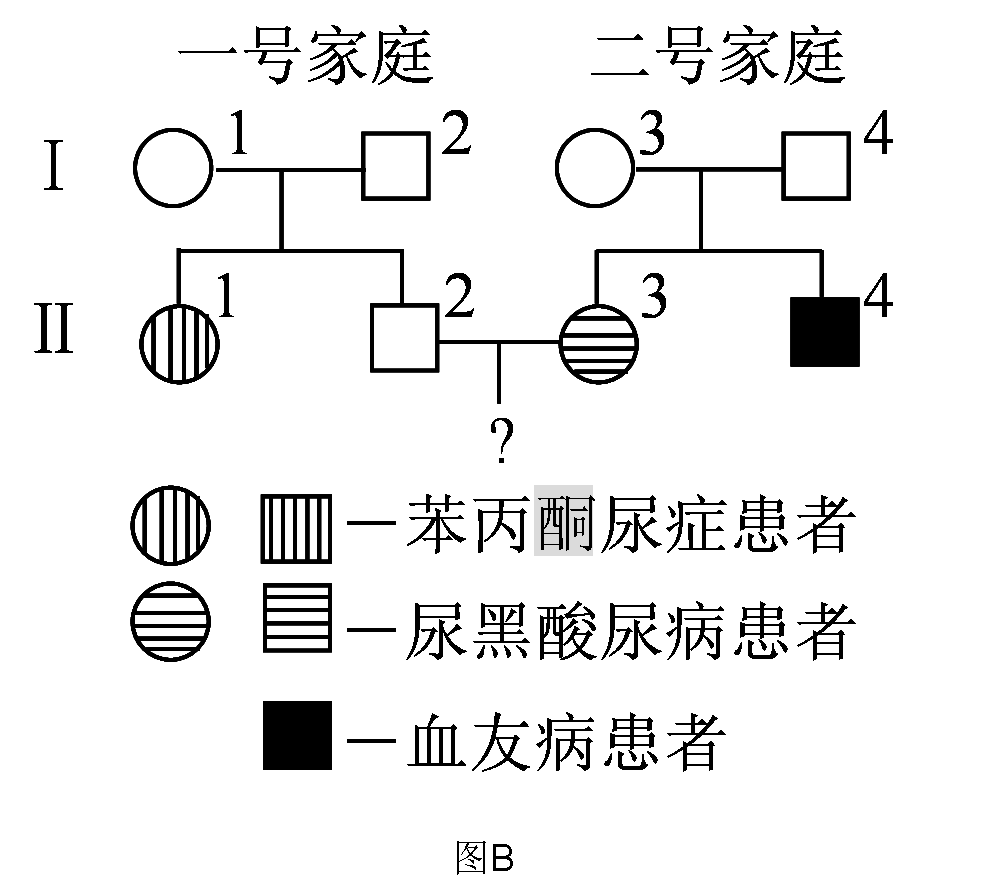 一号家庭 二号家庭
I 1 2 3 4
II 1 2 3 4
?
一苯丙酮尿症患者
一尿黑酸尿病患者
一血友病患者
图B